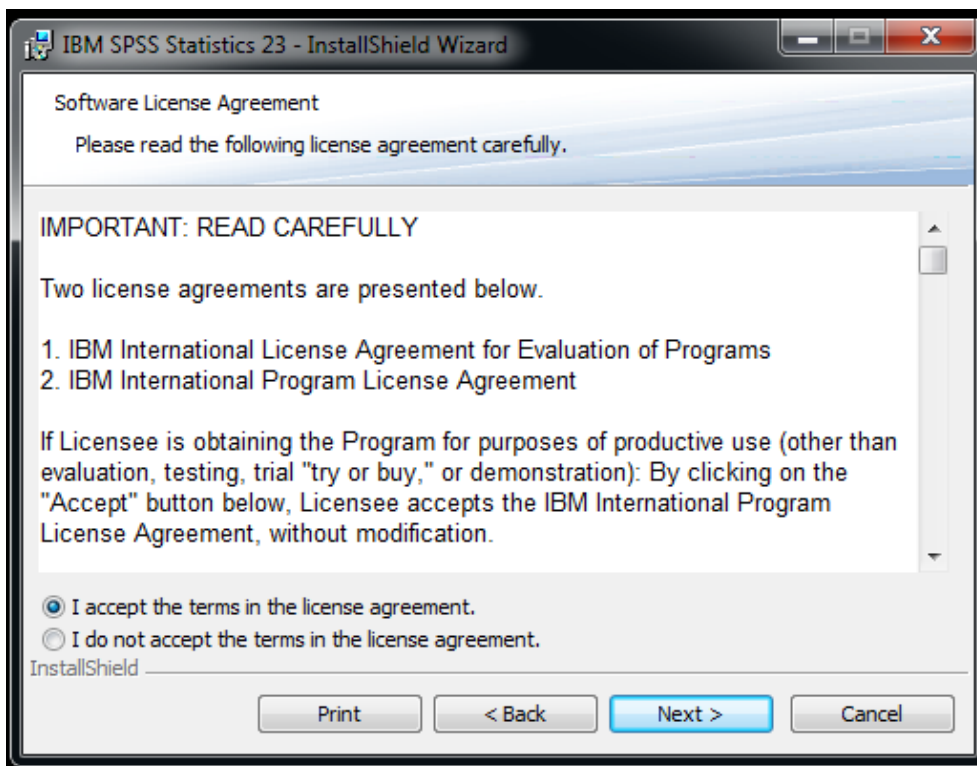 IBM SPSS Statistics 23 - InstallShield Wizard
Software License Agreement
Please read the following license agreement carefully.
IMPORTANT: READ CAREFULLY
Two license agreements are presented below.
1. IBM International License Agreement for Evaluation of Programs
2. IBM International Program License Agreement
If Licensee is obtaining the Program for purposes of productive use (other than
evaluation, testing, trial "try or buy," or demonstration): By clicking on the
"Accept" button below, Licensee accepts the IBM International Program
License Agreement, without modification.
I accept the terms in the license agreement.
I do not accept the terms in the license agreement.
InstallShield
Print
< Back
Next >
Cancel